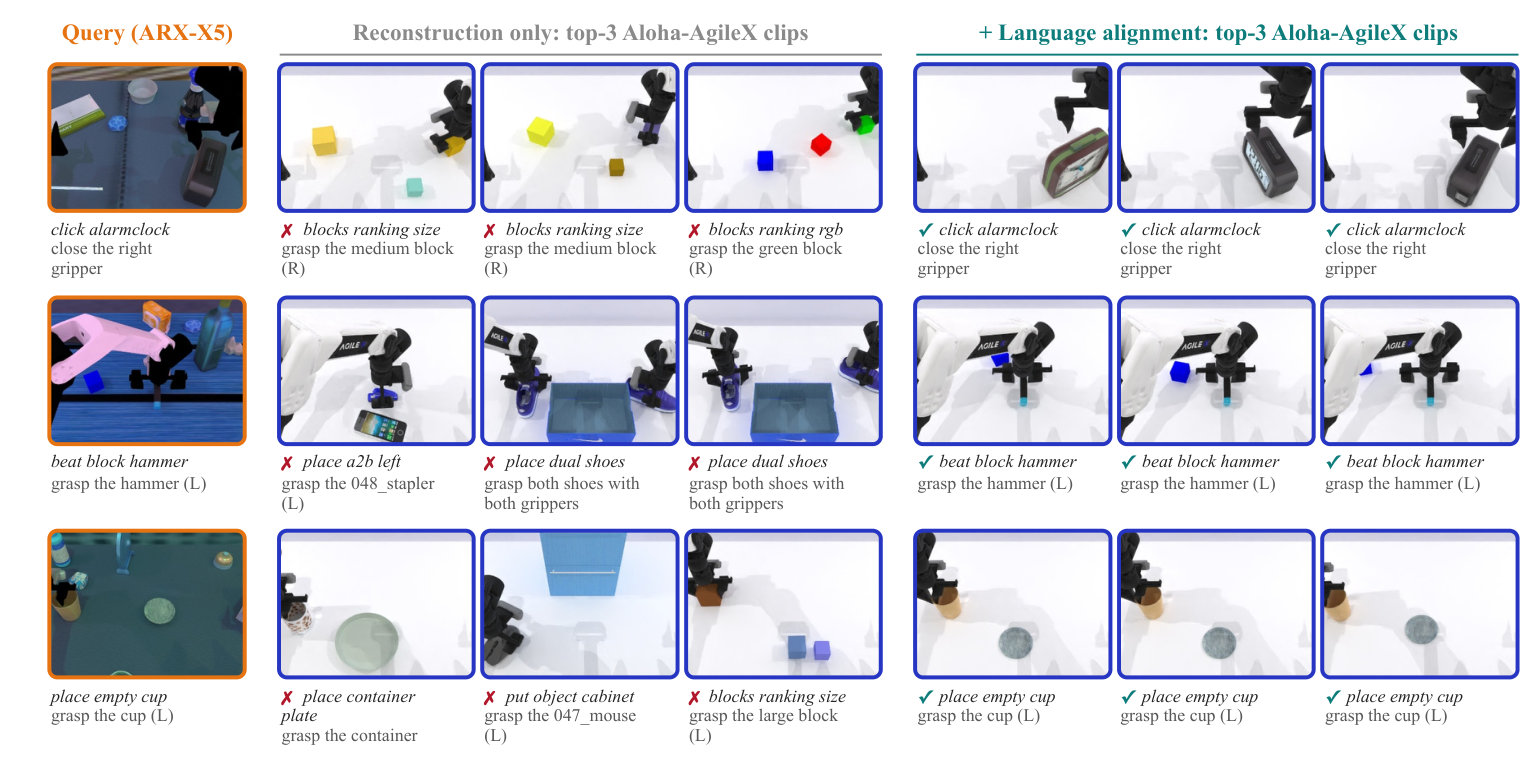 Query (ARX-X5)
Reconstruction only: top-3 Aloha-AgileX clips
+ Language alignment: top-3 Aloha-AgileX clips
click alarmclock
close the right
gripper
✗ blocks ranking size
grasp the medium block
(R)
✗ blocks ranking size
grasp the medium block
(R)
✗ blocks ranking rgb
grasp the green block
(R)
✓ click alarmclock
close the right
gripper
✓ click alarmclock
close the right
gripper
✓ click alarmclock
close the right
gripper
AGILE
AGILE
AGILE
AGILE
AGILE
AGILE
beat block hammer
grasp the hammer (L)
✗ place a2b left
grasp the 048_stapler
(L)
✗ place dual shoes
grasp both shoes with
both grippers
✗ place dual shoes
grasp both shoes with
both grippers
✓ beat block hammer
grasp the hammer (L)
✓ beat block hammer
grasp the hammer (L)
✓ beat block hammer
grasp the hammer (L)
place empty cup
grasp the cup (L)
✗ place container
plate
grasp the container
✗ put object cabinet
grasp the 047_mouse
(L)
✗ blocks ranking size
grasp the large block
(L)
✓ place empty cup
grasp the cup (L)
✓ place empty cup
grasp the cup (L)
✓ place empty cup
grasp the cup (L)